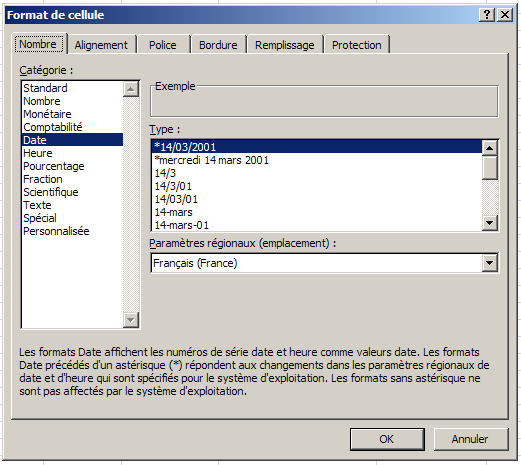 Format de cellule
Nombre Alignement Police Bordure Remplissage Protection
Catégorie :
Standard
Nombre
Monétaire
Comptabilité
Date
Heure
Pourcentage
Fraction
Scientifique
Texte
Spécial
Personnalisée
Exemple
Type :
*14/03/2001
*mercredi 14 mars 2001
14/3
14/3/01
14/03/01
14-mars
14-mars-01
Paramètres régionaux (emplacement) :
Français (France)
Les formats Date affichent les numéros de série date et heure comme valeurs date. Les formats
Date précédés d'un astérisque (*) répondent aux changements dans les paramètres régionaux de
date et d'heure qui sont spécifiés pour le système d'exploitation. Les formats sans astérisque ne
sont pas affectés par le système d'exploitation.
OK Annuler